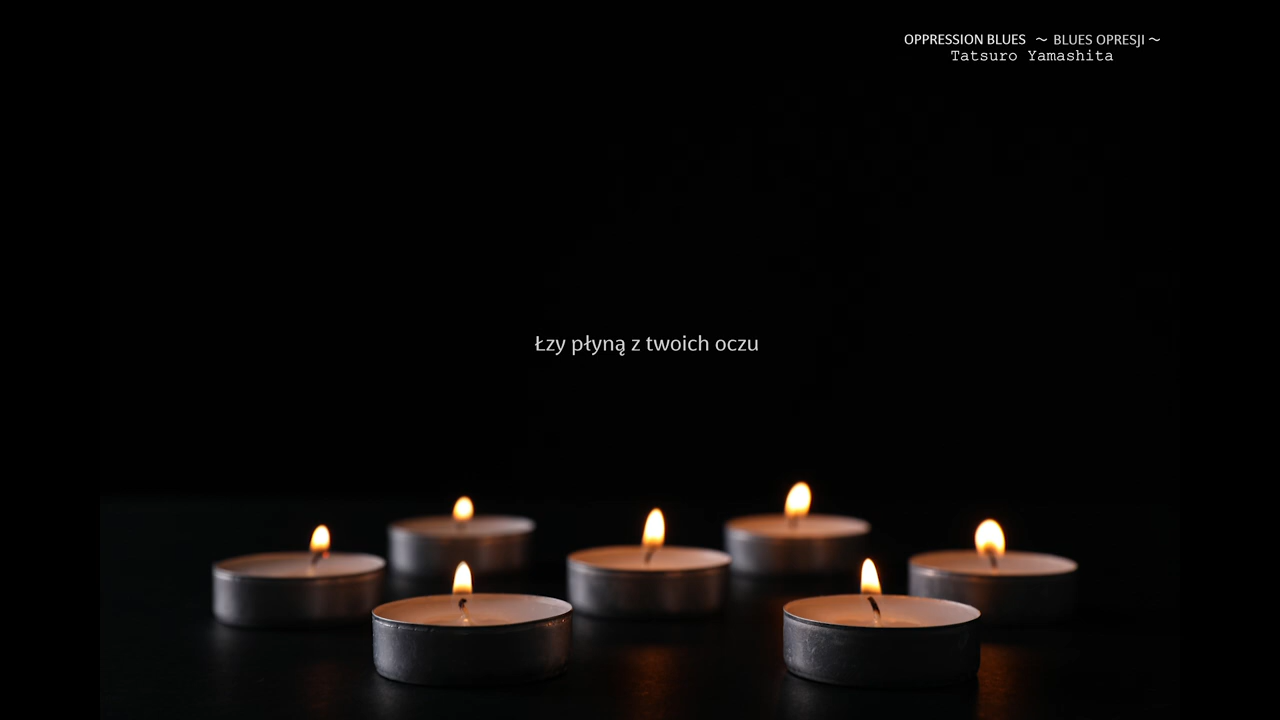 OPPRESSION BLUES ～ BLUES OPRESJI ～
Tatsuro Yamashita
Łzy płyną z twoich oczu